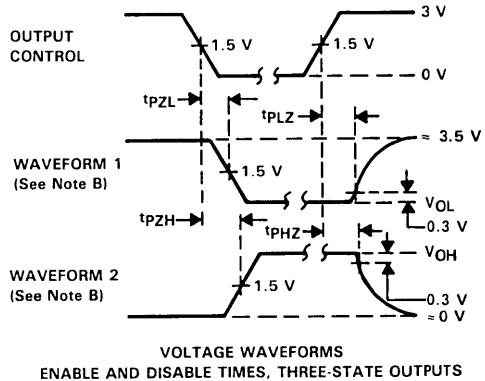 3 V
OUTPUT
CONTROL
1.5 V
1.5 V
0 V
tPZL
tPLZ
≈ 3.5 V
WAVEFORM 1
(See Note B)
1.5 V
VOL
0.3 V
tPZH
tPHZ
VOH
WAVEFORM 2
(See Note B)
1.5 V
0.3 V
≈ 0 V
VOLTAGE WAVEFORMS
ENABLE AND DISABLE TIMES, THREE-STATE OUTPUTS